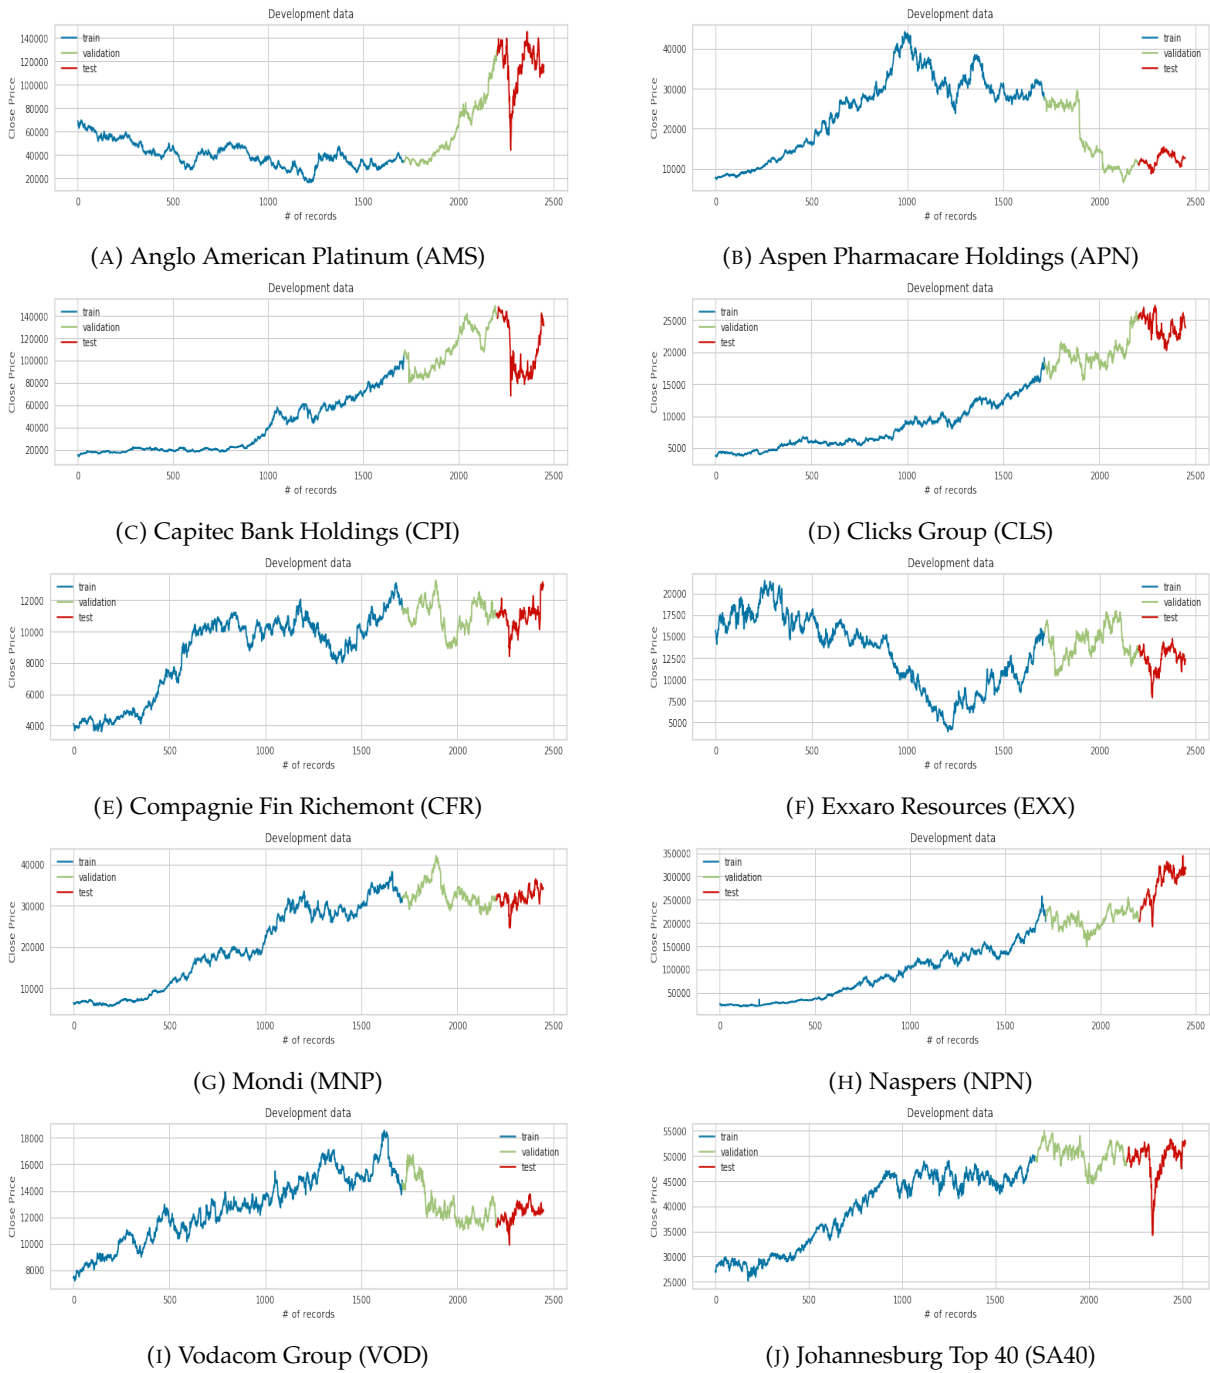 Development data
train
validation
test
Close Price
140000
120000
100000
80000
60000
40000
20000
0 500 1000 1500 2000 2500
# of records
(A) Anglo American Platinum (AMS)
Development data
train
validation
test
Close Price
40000
30000
20000
10000
0 500 1000 1500 2000 2500
# of records
(B) Aspen Pharmacare Holdings (APN)
Development data
train
validation
test
Close Price
140000
120000
100000
80000
60000
40000
20000
0 500 1000 1500 2000 2500
# of records
(C) Capitec Bank Holdings (CPI)
Development data
train
validation
test
Close Price
25000
20000
15000
10000
5000
0 500 1000 1500 2000 2500
# of records
(D) Clicks Group (CLS)
Development data
train
validation
test
Close Price
12000
10000
8000
6000
4000
0 500 1000 1500 2000 2500
# of records
(E) Compagnie Fin Richemont (CFR)
Development data
train
validation
test
Close Price
20000
17500
15000
12500
10000
7500
5000
0 500 1000 1500 2000 2500
# of records
(F) Exxaro Resources (EXX)
Development data
train
validation
test
Close Price
40000
30000
20000
10000
0 500 1000 1500 2000 2500
# of records
(G) Mondi (MNP)
Development data
train
validation
test
Close Price
350000
300000
250000
200000
150000
100000
50000
0 500 1000 1500 2000 2500
# of records
(H) Naspers (NPN)
Development data
train
validation
test
Close Price
18000
16000
14000
12000
10000
8000
0 500 1000 1500 2000 2500
# of records
(I) Vodacom Group (VOD)
Development data
train
validation
test
Close Price
55000
50000
45000
40000
35000
30000
25000
0 500 1000 1500 2000 2500
# of records
(J) Johannesburg Top 40 (SA40)